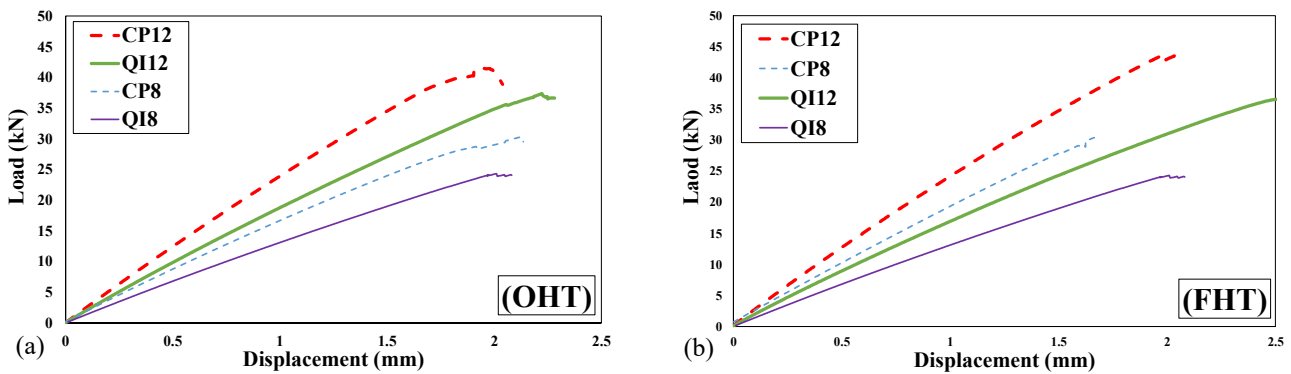 CP12
QI12
CP8
QI8
50
45
40
35
30
25
20
15
10
5
0
Load (kN)
0
0.5
1
1.5
2
2.5
Displacement (mm)
(OHT)
(a)
CP12
CP8
QI12
QI8
50
45
40
35
30
25
20
15
10
5
0
Laod (kN)
0
0.5
1
1.5
2
2.5
Displacement (mm)
(FHT)
(b)